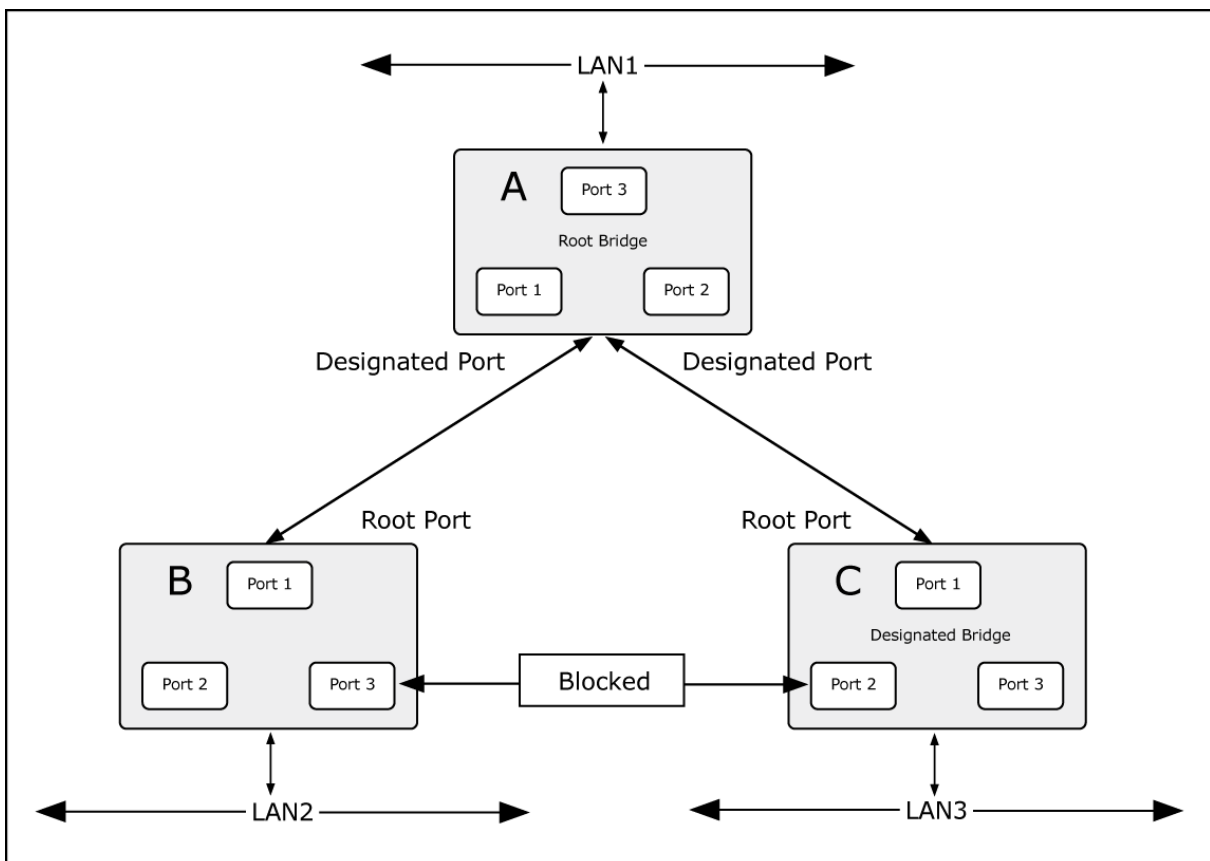 LAN1
A
Port 3
Root Bridge
Port 1
Port 2
Designated Port
Designated Port
Root Port
Root Port
B
Port 1
Port 2
Port 3
Blocked
C
Port 1
Designated Bridge
Port 2
Port 3
LAN2
LAN3